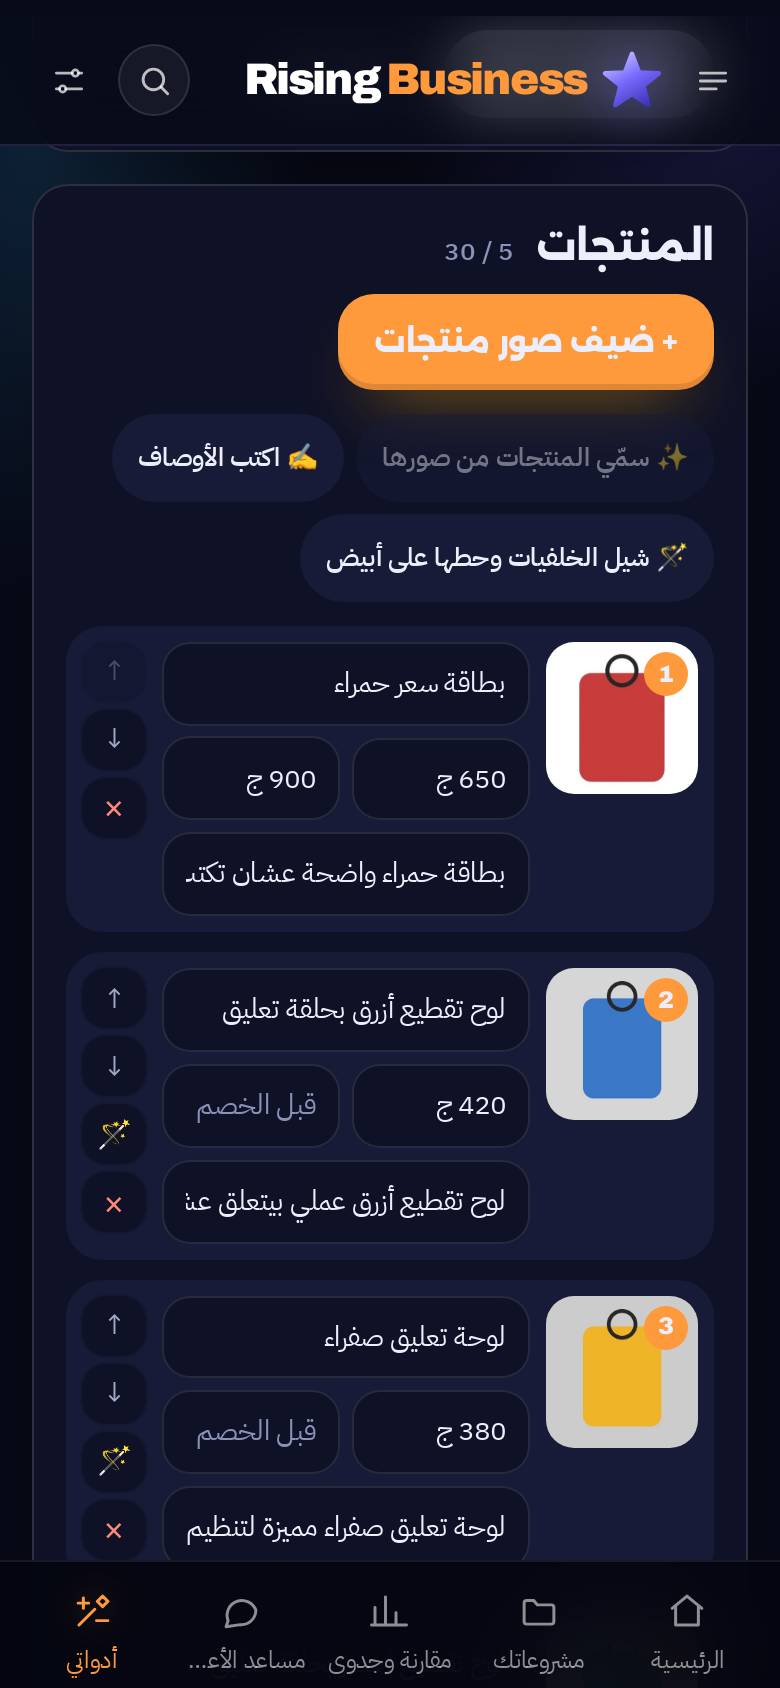 Rising Business
المنتجات 5 / 30
+ ضيف صور منتجات
✨ سمّي المنتجات من صورها
✍️ اكتب الأوصاف
🪄 شيل الخلفيات وحطها على أبيض
1
بطاقة سعر حمراء
650 ج
900 ج
بطاقة حمراء واضحة عشان تكتب
2
لوح تقطيع أزرق بحلقة تعليق
420 ج
قبل الخصم
لوح تقطيع أزرق عملي بيتعلق
3
لوحة تعليق صفراء
380 ج
قبل الخصم
لوحة تعليق صفراء مميزة لتنظيم
الرئيسية
مشروعاتك
مقارنة وجدوى
مساعد الأع...
أدواتي